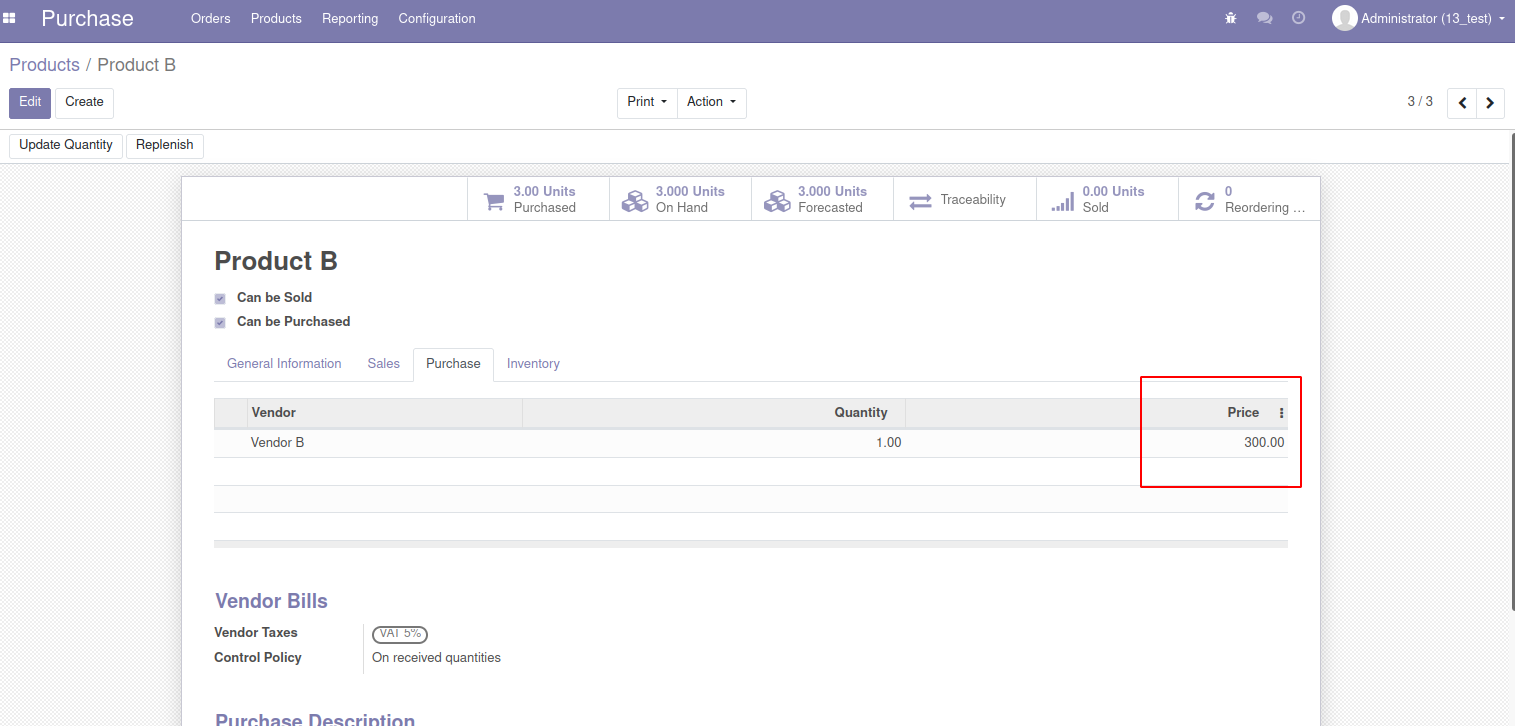 Purchase Orders Products Reporting Configuration Administrator (13_test)
Products / Product B
Edit Create Print Action 3 / 3
Update Quantity Replenish
3.00 Units
Purchased
3.000 Units
On Hand
3.000 Units
Forecasted
Traceability
0.00 Units
Sold
0
Reordering ...
Product B
Can be Sold
Can be Purchased
General Information Sales Purchase Inventory
Vendor Quantity Price
Vendor B 1.00 300.00
Vendor Bills
Vendor Taxes VAT 5%
Control Policy On received quantities
Purchase Description